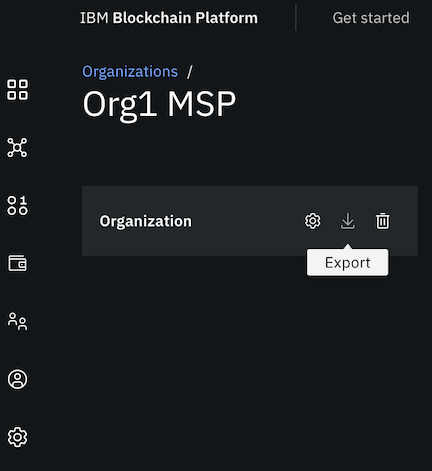 IBM Blockchain Platform
Get started
Organizations /
Org1 MSP
Organization
Export